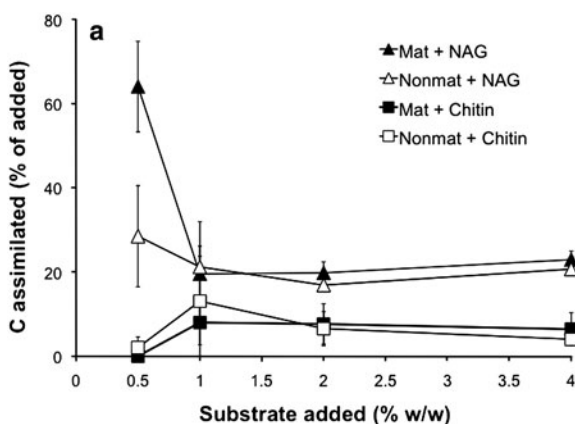 a
Mat + NAG
Nonmat + NAG
Mat + Chitin
Nonmat + Chitin
C assimilated (% of added)
80
60
40
20
0
0 0.5 1 1.5 2 2.5 3 3.5 4
Substrate added (% w/w)